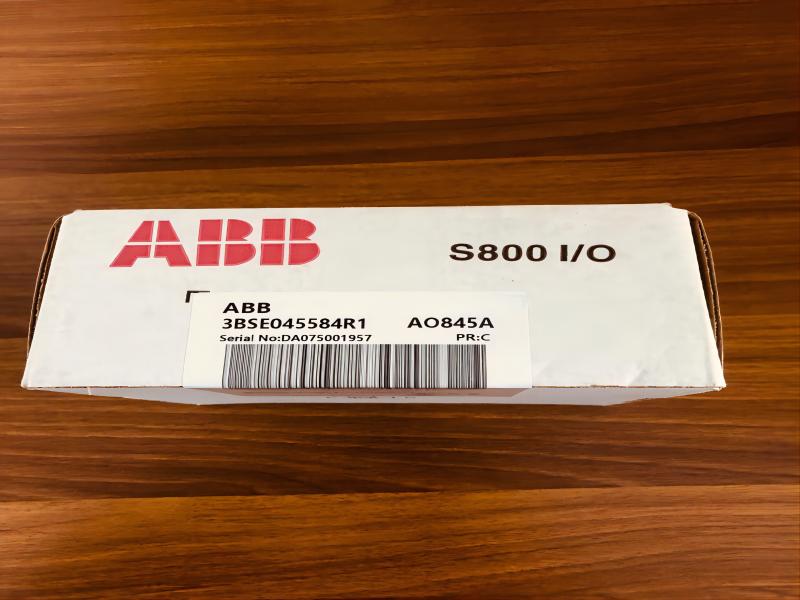 ABB
S800 I/O
ABB
3BSE045584R1 AO845A
Serial No:DA075001957 PR:C